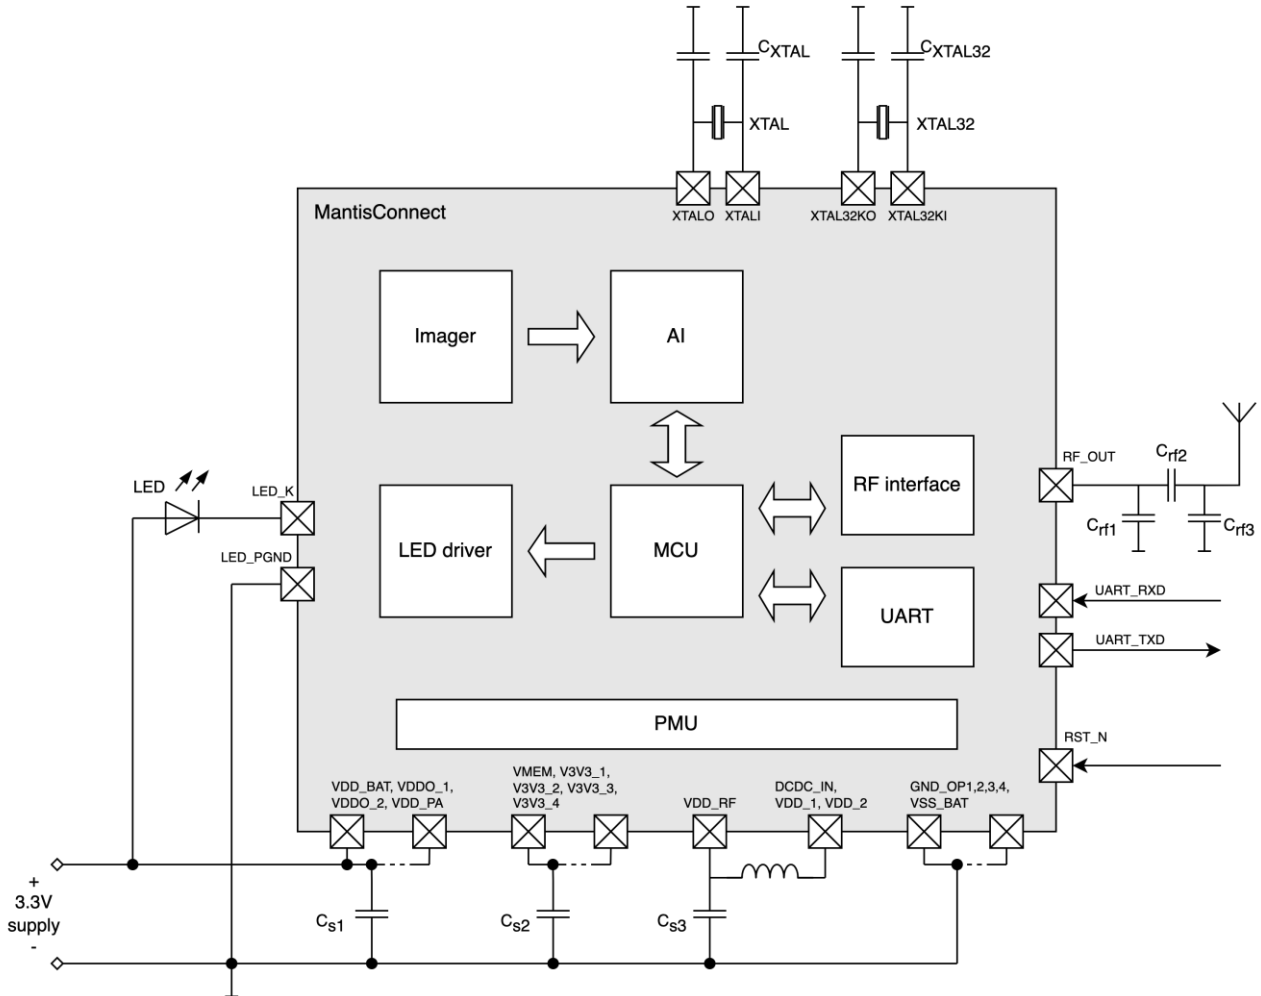 CXTAL
CXTAL32
XTAL
XTAL32
MantisConnect
XTALO
XTALI
XTAL32KO
XTAL32KI
Imager
AI
RF_OUT
Crf2
LED
LED_K
RF interface
Crf1
Crf3
LED driver
MCU
LED_PGND
UART_RXD
UART
UART_TXD
PMU
RST_N
VDD_BAT, VDDO_1,
VDDO_2, VDD_PA
VMEM, V3V3_1,
V3V3_2, V3V3_3,
V3V3_4
VDD_RF
DCDC_IN,
VDD_1, VDD_2
GND_OP1,2,3,4,
VSS_BAT
+
3.3V
supply
-
Cs1
Cs2
Cs3